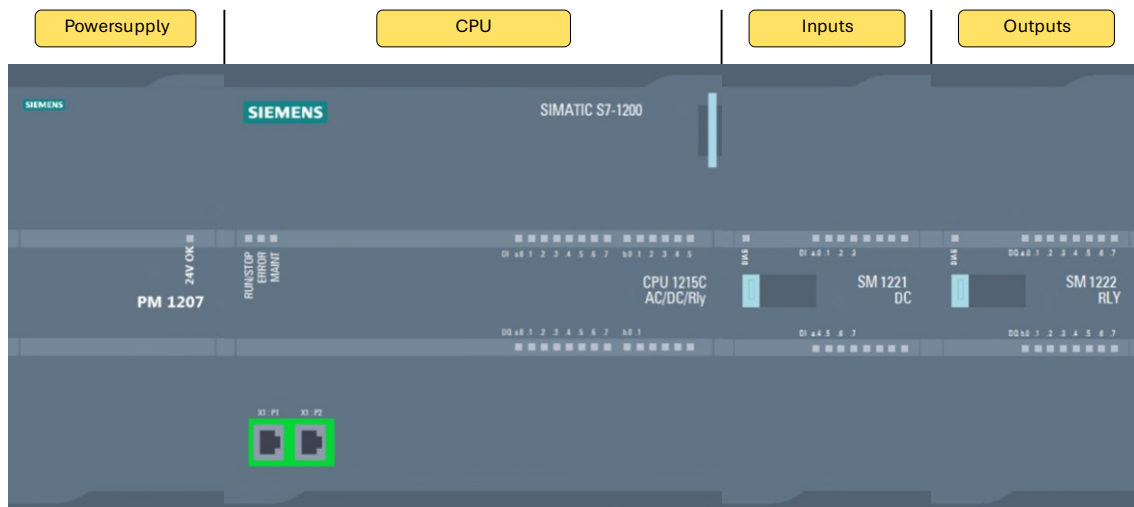 Powersupply
CPU
Inputs
Outputs
SIEMENS
SIEMENS
SIMATIC S7-1200
24V OK
RUN/STOP
ERROR
MAINT
DI a.0 .1 .2 .3 .4 .5 .6 .7 b.0 .1 .2 .3 .4 .5
DIAG
DI a.0 .1 .2 .3
DIAG
DQ a.0 .1 .2 .3 .4 .5 .6 .7
PM 1207
CPU 1215C
AC/DC/Rly
SM 1221
DC
SM 1222
RLY
DQ a.0 .1 .2 .3 .4 .5 .6 .7 b.0 .1
DI a.4 .5 .6 .7
DQ b.0 .1 .2 .3 .4 .5 .6 .7
X1 : P1 X1 : P2